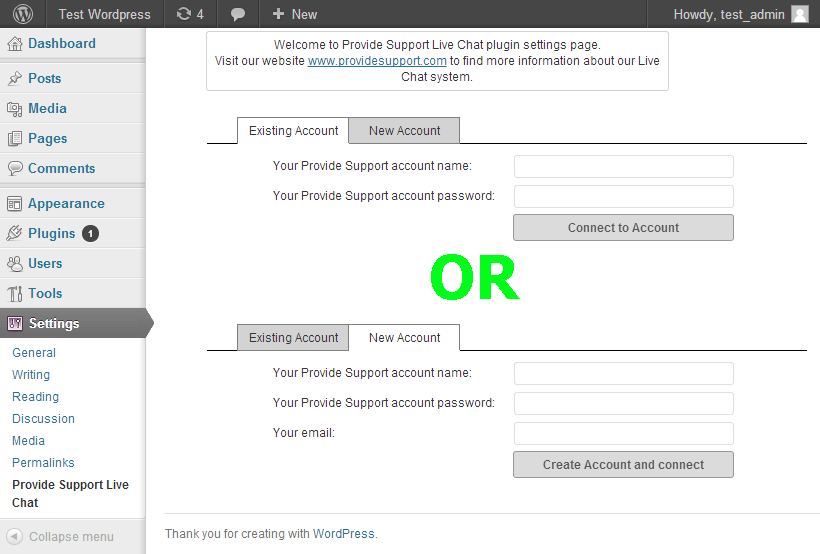 Test Wordpress 4 + New Howdy, test_admin
Dashboard
Posts
Media
Pages
Comments
Appearance
Plugins 1
Users
Tools
Settings
General
Writing
Reading
Discussion
Media
Permalinks
Provide Support Live
Chat
Collapse menu
Welcome to Provide Support Live Chat plugin settings page.
Visit our website www.providesupport.com to find more information about our Live
Chat system.
Existing Account New Account
Your Provide Support account name:
Your Provide Support account password:
Connect to Account
OR
Existing Account New Account
Your Provide Support account name:
Your Provide Support account password:
Your email:
Create Account and connect
Thank you for creating with WordPress.